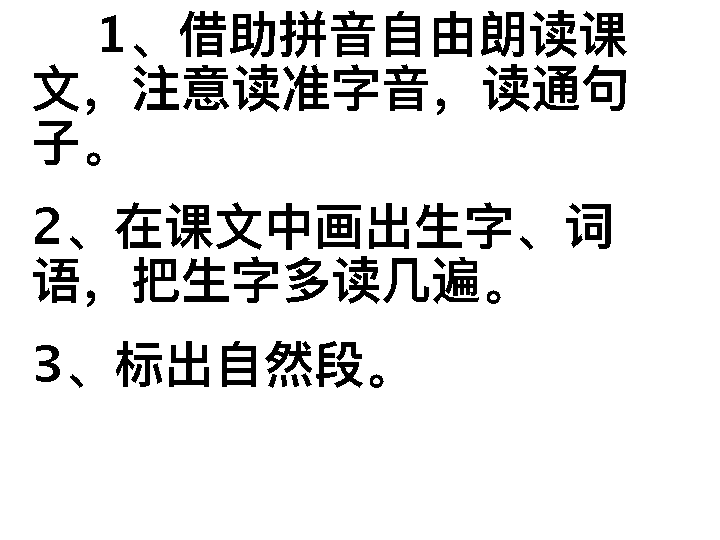 1、借助拼音自由朗读课
文，注意读准字音，读通句
子。
2、在课文中画出生字、词
语，把生字多读几遍。
3、标出自然段。